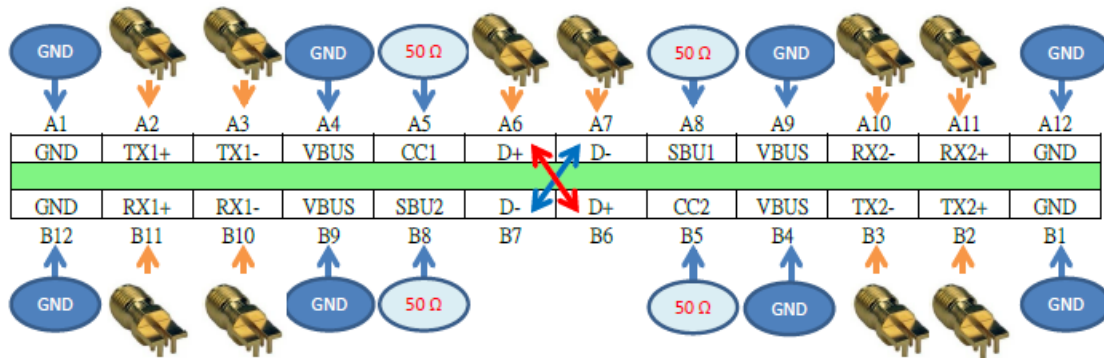 GND GND 50 Ω 50 Ω GND GND
A1 A2 A3 A4 A5 A6 A7 A8 A9 A10 A11 A12
GND TX1+ TX1- VBUS CC1 D+ D- SBU1 VBUS RX2- RX2+ GND
GND RX1+ RX1- VBUS SBU2 D- D+ CC2 VBUS TX2- TX2+ GND
B12 B11 B10 B9 B8 B7 B6 B5 B4 B3 B2 B1
GND GND 50 Ω 50 Ω GND GND